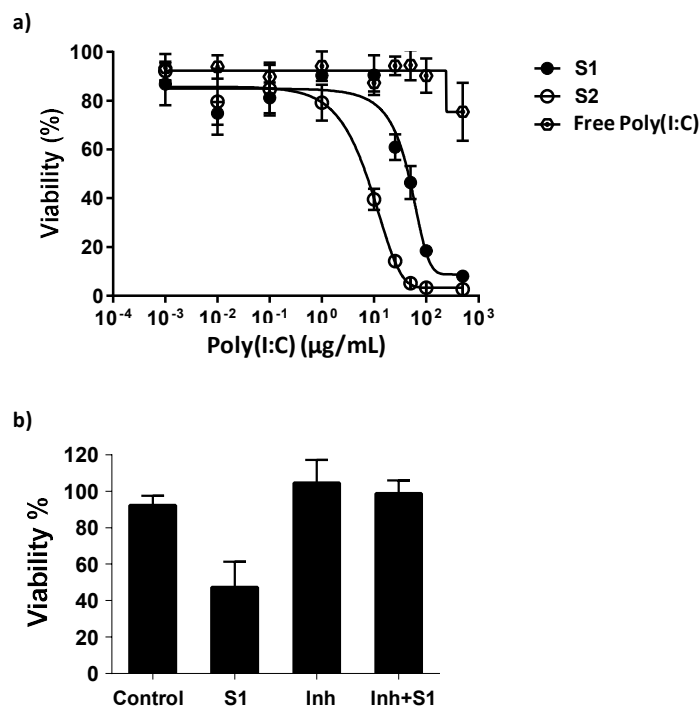 a)
100
80
60
40
20
0
Viability (%)
10⁻⁴ 10⁻³ 10⁻² 10⁻¹ 10⁰ 10¹ 10² 10³
Poly(I:C) (µg/mL)
S1
S2
Free Poly(I:C)
b)
120
100
80
60
40
20
0
Viability %
Control S1 Inh Inh+S1